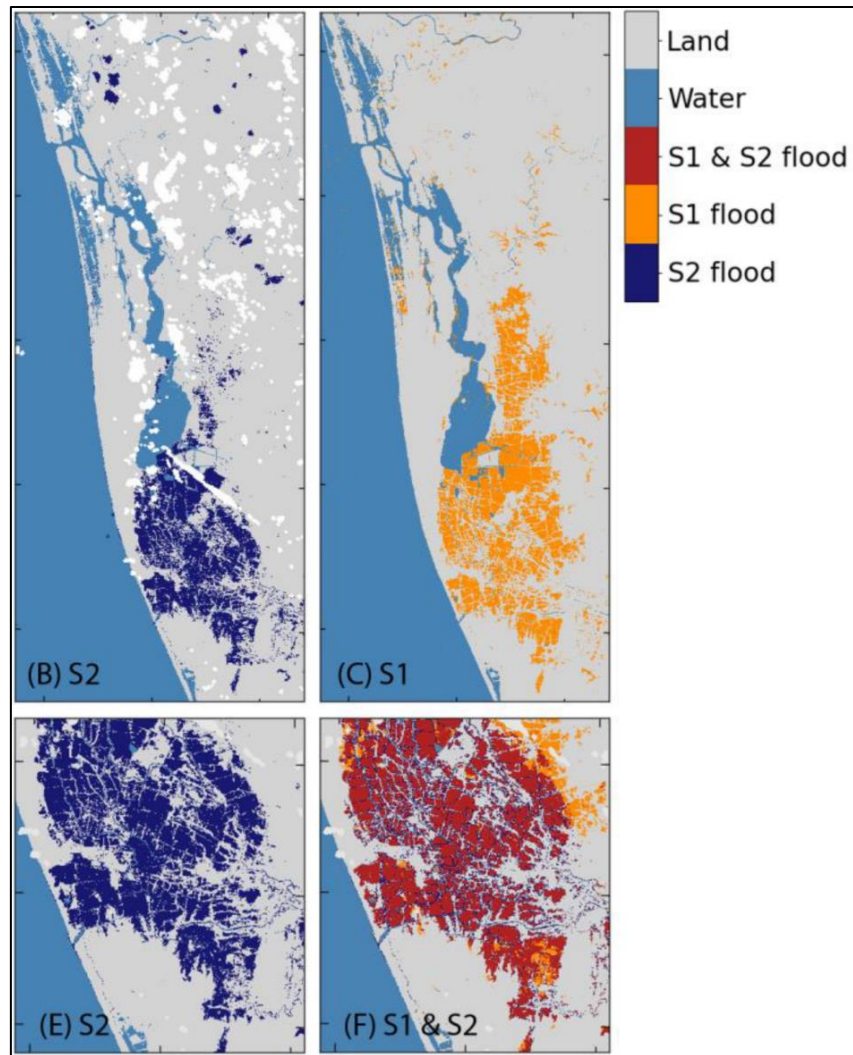 Land
Water
S1 & S2 flood
S1 flood
S2 flood
(B) S2
(C) S1
(E) S2
(F) S1 & S2